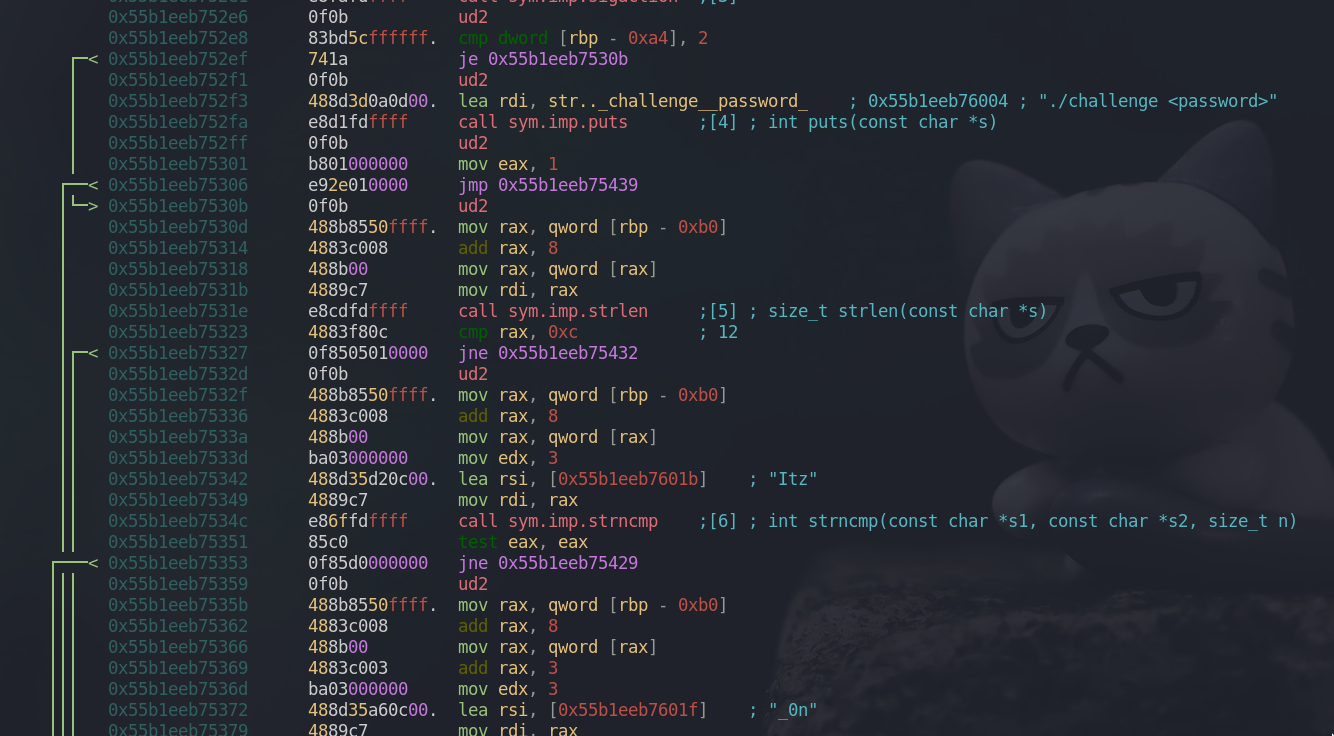 0x55b1eeb752e6 0f0b ud2
0x55b1eeb752e8 83bd5cffffff. cmp dword [rbp - 0xa4], 2
< 0x55b1eeb752ef 741a je 0x55b1eeb7530b
0x55b1eeb752f1 0f0b ud2
0x55b1eeb752f3 488d3d0a0d00. lea rdi, str.._challenge__password_ ; 0x55b1eeb76004 ; "./challenge <password>"
0x55b1eeb752fa e8d1fdffff call sym.imp.puts ;[4] ; int puts(const char *s)
0x55b1eeb752ff 0f0b ud2
0x55b1eeb75301 b801000000 mov eax, 1
< 0x55b1eeb75306 e92e010000 jmp 0x55b1eeb75439
> 0x55b1eeb7530b 0f0b ud2
0x55b1eeb7530d 488b8550ffff. mov rax, qword [rbp - 0xb0]
0x55b1eeb75314 4883c008 add rax, 8
0x55b1eeb75318 488b00 mov rax, qword [rax]
0x55b1eeb7531b 4889c7 mov rdi, rax
0x55b1eeb7531e e8cdfdffff call sym.imp.strlen ;[5] ; size_t strlen(const char *s)
0x55b1eeb75323 4883f80c cmp rax, 0xc ; 12
< 0x55b1eeb75327 0f8505010000 jne 0x55b1eeb75432
0x55b1eeb7532d 0f0b ud2
0x55b1eeb7532f 488b8550ffff. mov rax, qword [rbp - 0xb0]
0x55b1eeb75336 4883c008 add rax, 8
0x55b1eeb7533a 488b00 mov rax, qword [rax]
0x55b1eeb7533d ba03000000 mov edx, 3
0x55b1eeb75342 488d35d20c00. lea rsi, [0x55b1eeb7601b] ; "Itz"
0x55b1eeb75349 4889c7 mov rdi, rax
0x55b1eeb7534c e86ffdffff call sym.imp.strncmp ;[6] ; int strncmp(const char *s1, const char *s2, size_t n)
0x55b1eeb75351 85c0 test eax, eax
< 0x55b1eeb75353 0f85d0000000 jne 0x55b1eeb75429
0x55b1eeb75359 0f0b ud2
0x55b1eeb7535b 488b8550ffff. mov rax, qword [rbp - 0xb0]
0x55b1eeb75362 4883c008 add rax, 8
0x55b1eeb75366 488b00 mov rax, qword [rax]
0x55b1eeb75369 4883c003 add rax, 3
0x55b1eeb7536d ba03000000 mov edx, 3
0x55b1eeb75372 488d35a60c00. lea rsi, [0x55b1eeb7601f] ; "_0n"
0x55b1eeb75379 4889c7 mov rdi, rax